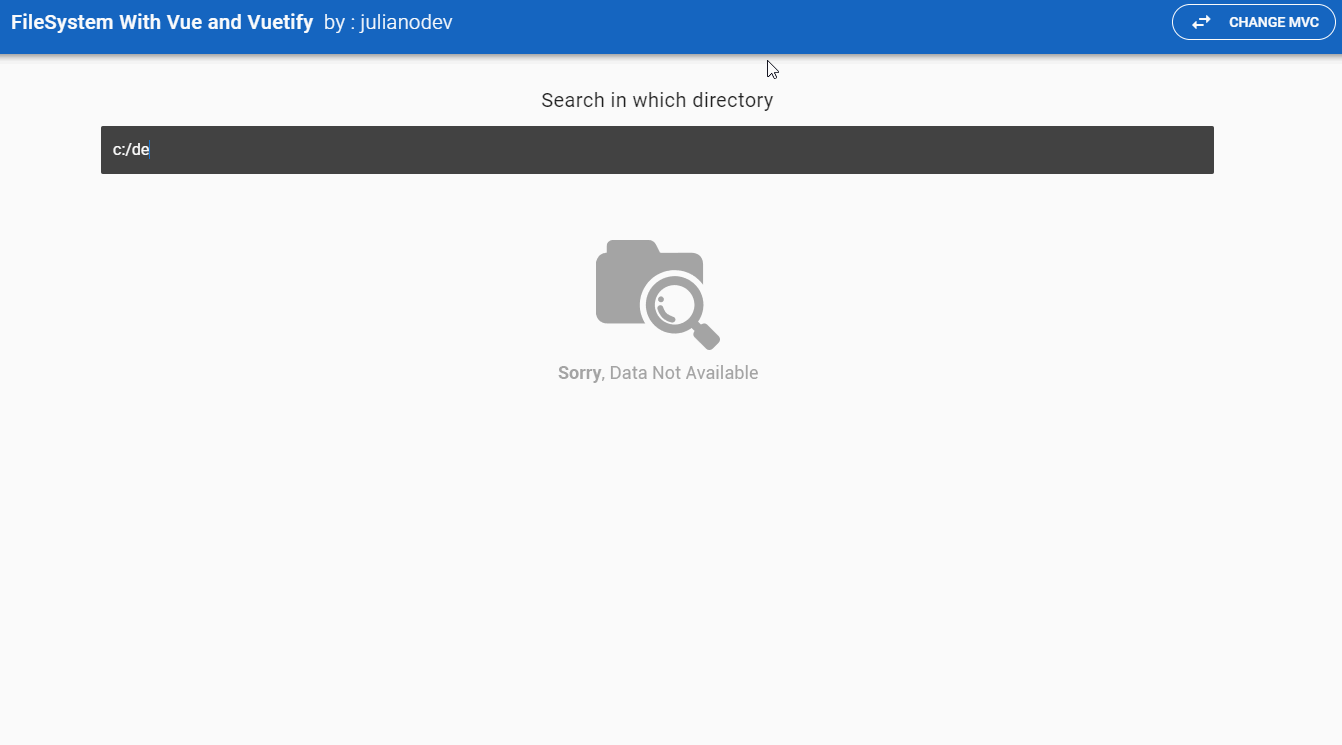 FileSystem With Vue and Vuetify by : julianodev
CHANGE MVC
Search in which directory
c:/de
Sorry, Data Not Available